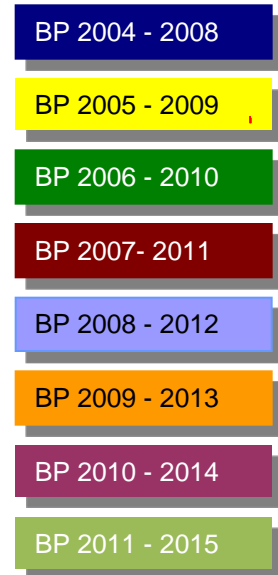 BP 2004 - 2008
BP 2005 - 2009
BP 2006 - 2010
BP 2007- 2011
BP 2008 - 2012
BP 2009 - 2013
BP 2010 - 2014
BP 2011 - 2015